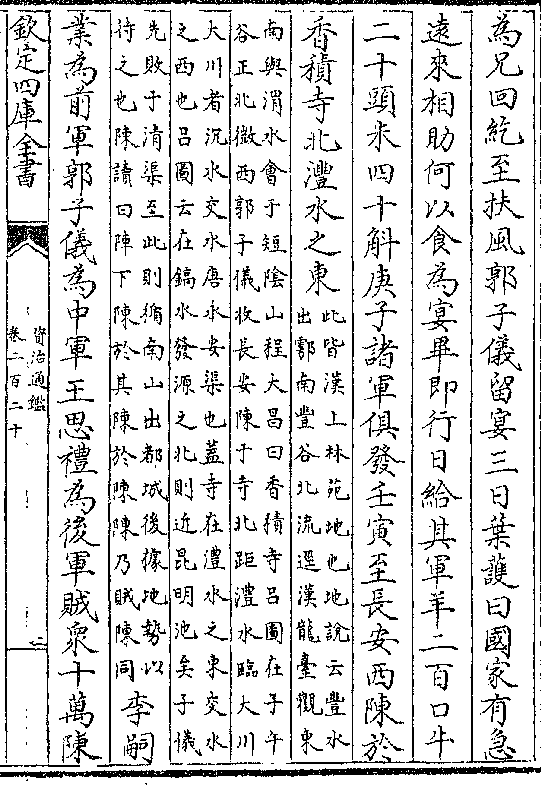 為兄回紇至扶風郭子儀留宴三日葉護曰國家有急
遠來相助何以食為宴畢即行日給其軍羊二百口牛
二十頭米四十斛庚子諸軍俱發壬寅至長安西陳於
香積寺北灃水之東
此皆漢上林苑地也地說云豐水
出鄠南豐谷北流逕漢龍臺觀東
南與渭水會于短陰山程大昌曰香積寺呂圖在子午
谷正北微西郭子儀收長安陳于寺北距灃水臨大川
大川者沉水交水唐永安渠也蓋寺在灃水之東交水
之西也呂圖云在鎬水發源之北則近昆明池矣子儀
先敗于清渠至此則循南山出都城後據地勢以
待之也陳讀曰陣下陳於其陳於陳陳乃賊陳同
李嗣
業為前軍郭子儀為中軍王思禮為後軍賊衆十萬陳
欽定四庫全書
資治通鑑
卷二百二十